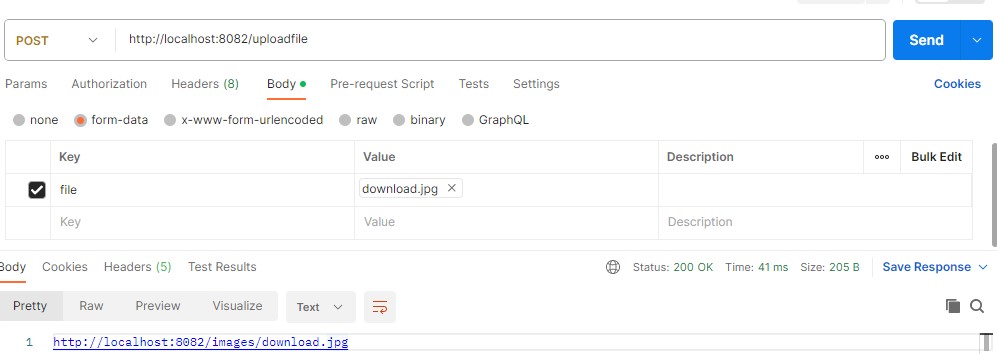 POST http://localhost:8082/uploadfile Send
Params Authorization Headers (8) Body Pre-request Script Tests Settings Cookies
none form-data x-www-form-urlencoded raw binary GraphQL
Key Value Description ooo Bulk Edit
file download.jpg
Key Value Description
Body Cookies Headers (5) Test Results Status: 200 OK Time: 41 ms Size: 205 B Save Response
Pretty Raw Preview Visualize Text
1 http://localhost:8082/images/download.jpg